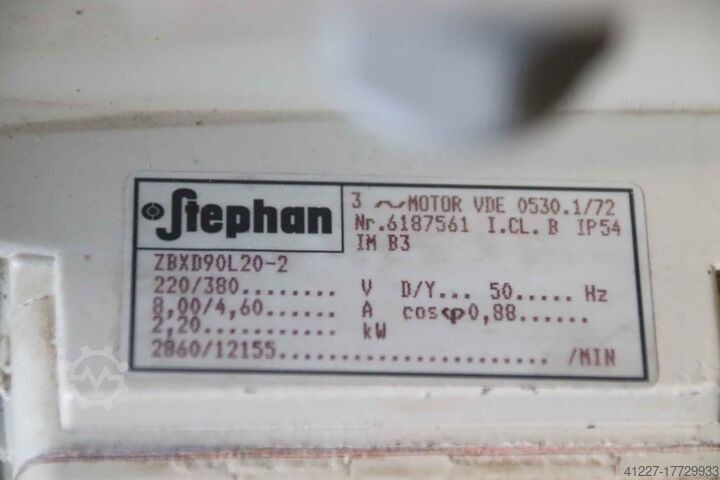 Stephan
3 ~MOTOR VDE 0530.1/72
Nr.6187561 I.CL. B IP54
IM B3
ZBXD90L20-2
220/380........ V D/Y... 50..... Hz
8,00/4,60...... A cosφ0,88......
2,20........... kW
2860/12155....................... /MIN
41227-17729933